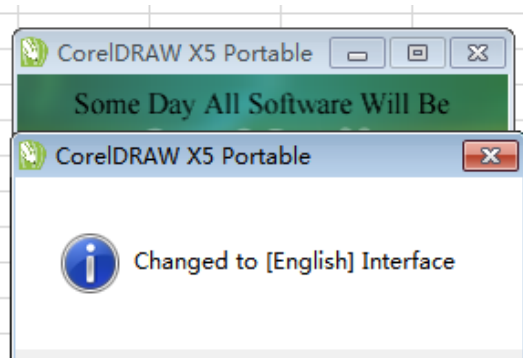 CorelDRAW X5 Portable
Some Day All Software Will Be
CorelDRAW X5 Portable
Changed to [English] Interface